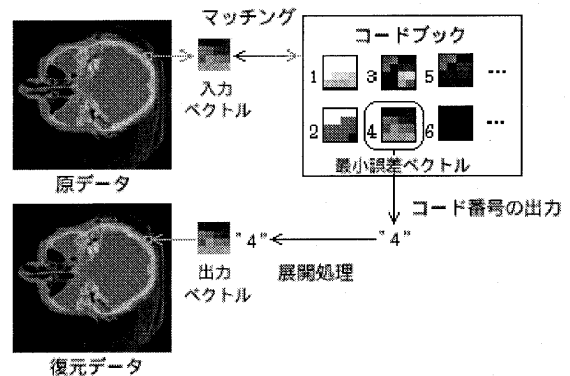 マッチング
コードブック
1 3 5 …
2 4 6 …
最小誤差ベクトル
入力
ベクトル
原データ
コード番号の出力
"4"
"4"
展開処理
出力
ベクトル
復元データ